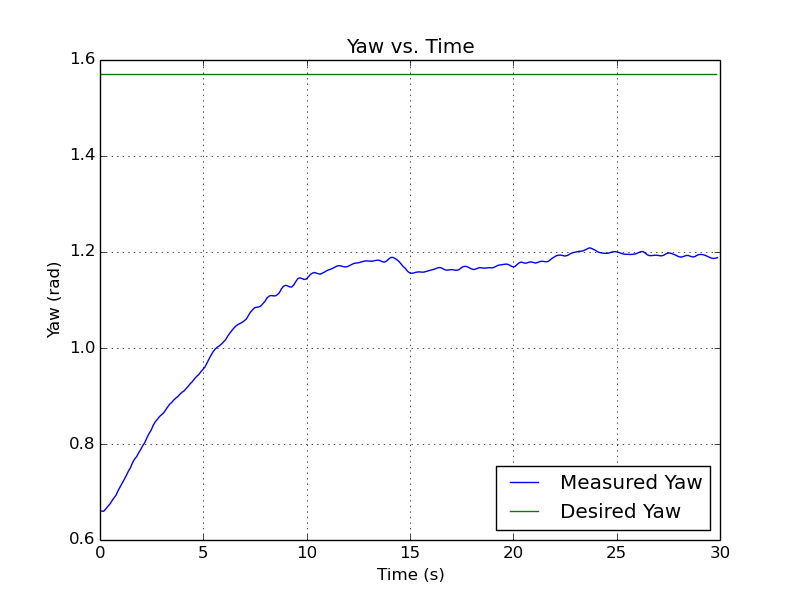 Yaw vs. Time
1.6
1.4
1.2
1.0
0.8
0.6
Yaw (rad)
Measured Yaw
Desired Yaw
0 5 10 15 20 25 30
Time (s)